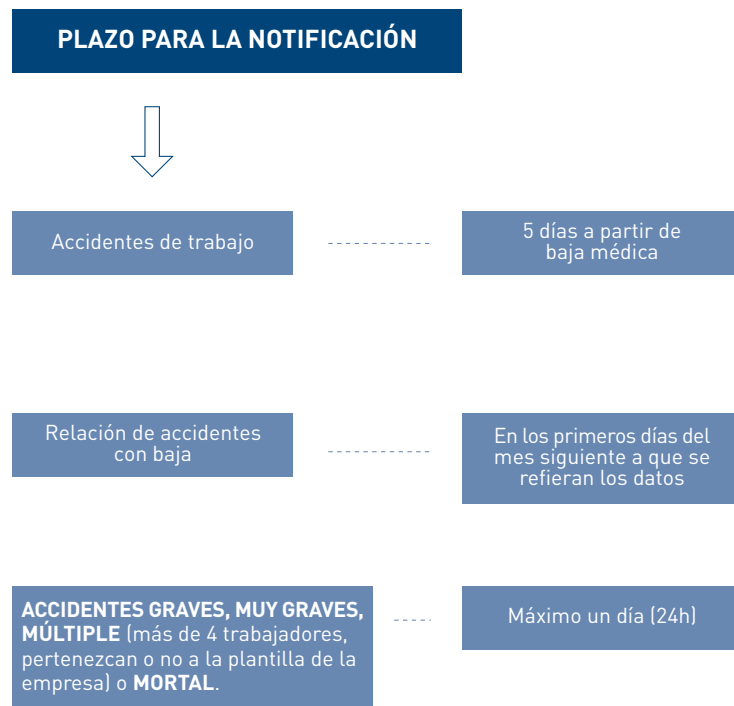 PLAZO PARA LA NOTIFICACIÓN
Accidentes de trabajo
5 días a partir de
baja médica
Relación de accidentes
con baja
En los primeros días del
mes siguiente a que se
refieran los datos
ACCIDENTES GRAVES, MUY GRAVES,
MÚLTIPLE (más de 4 trabajadores,
pertenezcan o no a la plantilla de la
empresa) o MORTAL.
Máximo un día (24h)